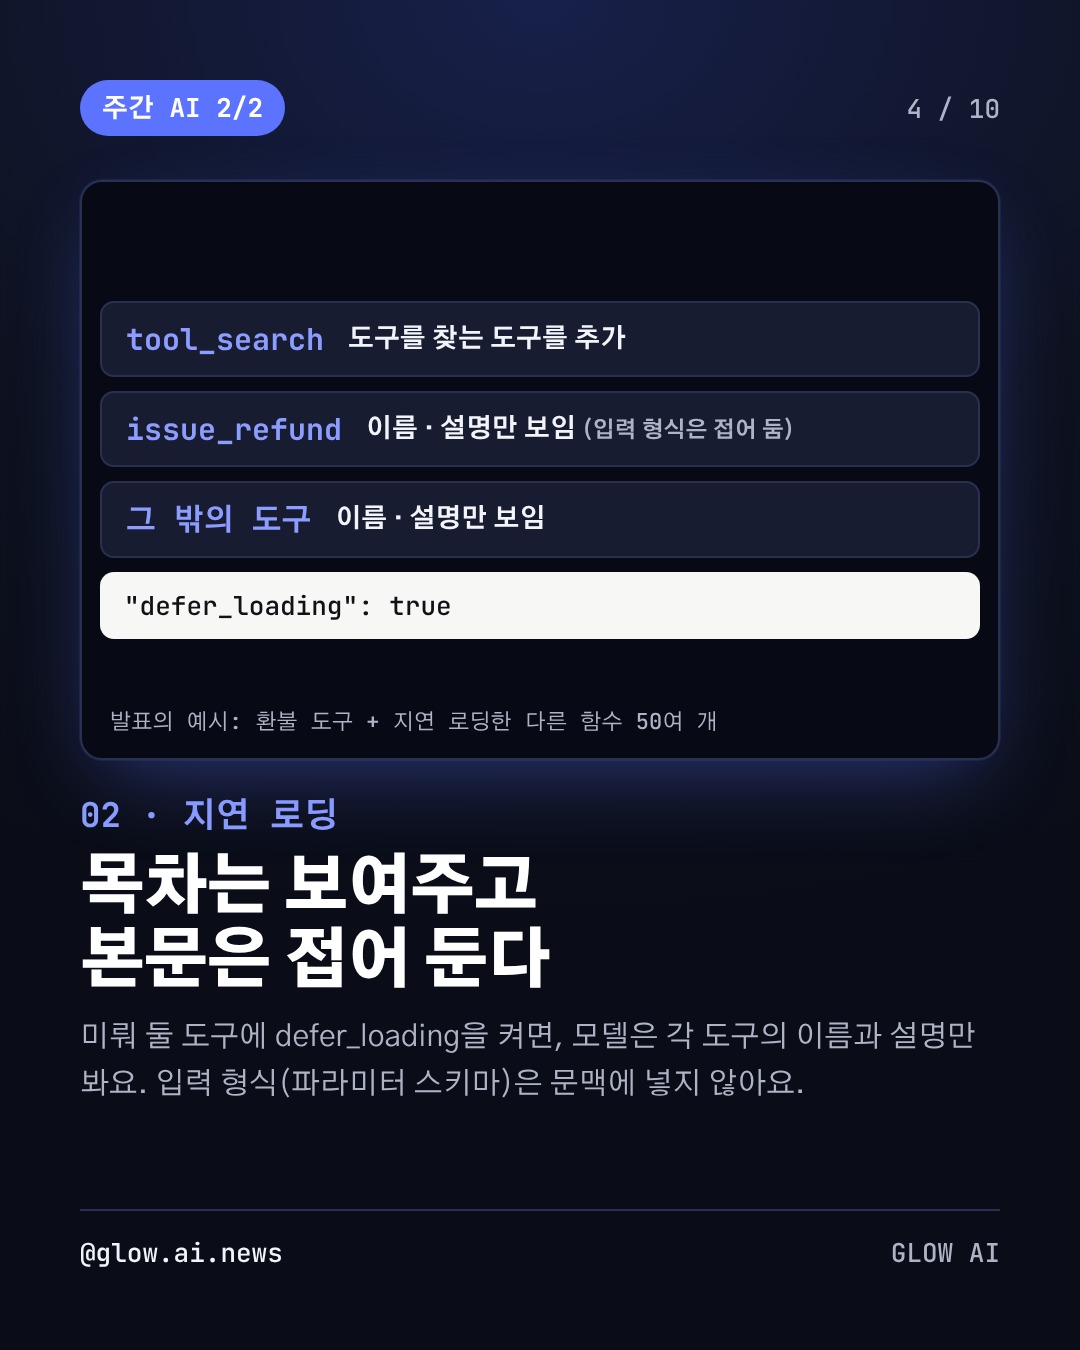 주간 AI 2/2
4 / 10
tool_search 도구를 찾는 도구를 추가
issue_refund 이름 · 설명만 보임 (입력 형식은 접어 둠)
그 밖의 도구 이름 · 설명만 보임
"defer_loading": true
발표의 예시: 환불 도구 + 지연 로딩한 다른 함수 50여 개
02 · 지연 로딩
목차는 보여주고
본문은 접어 둔다
미뤄 둘 도구에 defer_loading을 켜면, 모델은 각 도구의 이름과 설명만
봐요. 입력 형식(파라미터 스키마)은 문맥에 넣지 않아요.
@glow.ai.news
GLOW AI